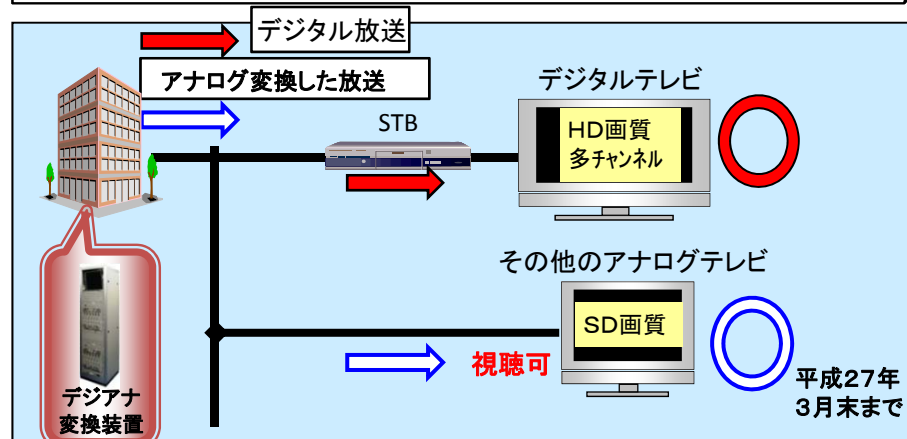 デジタル放送
アナログ変換した放送
STB
デジタルテレビ
HD画質
多チャンネル
その他のアナログテレビ
SD画質
視聴可
平成27年
3月末まで
デジアナ
変換装置